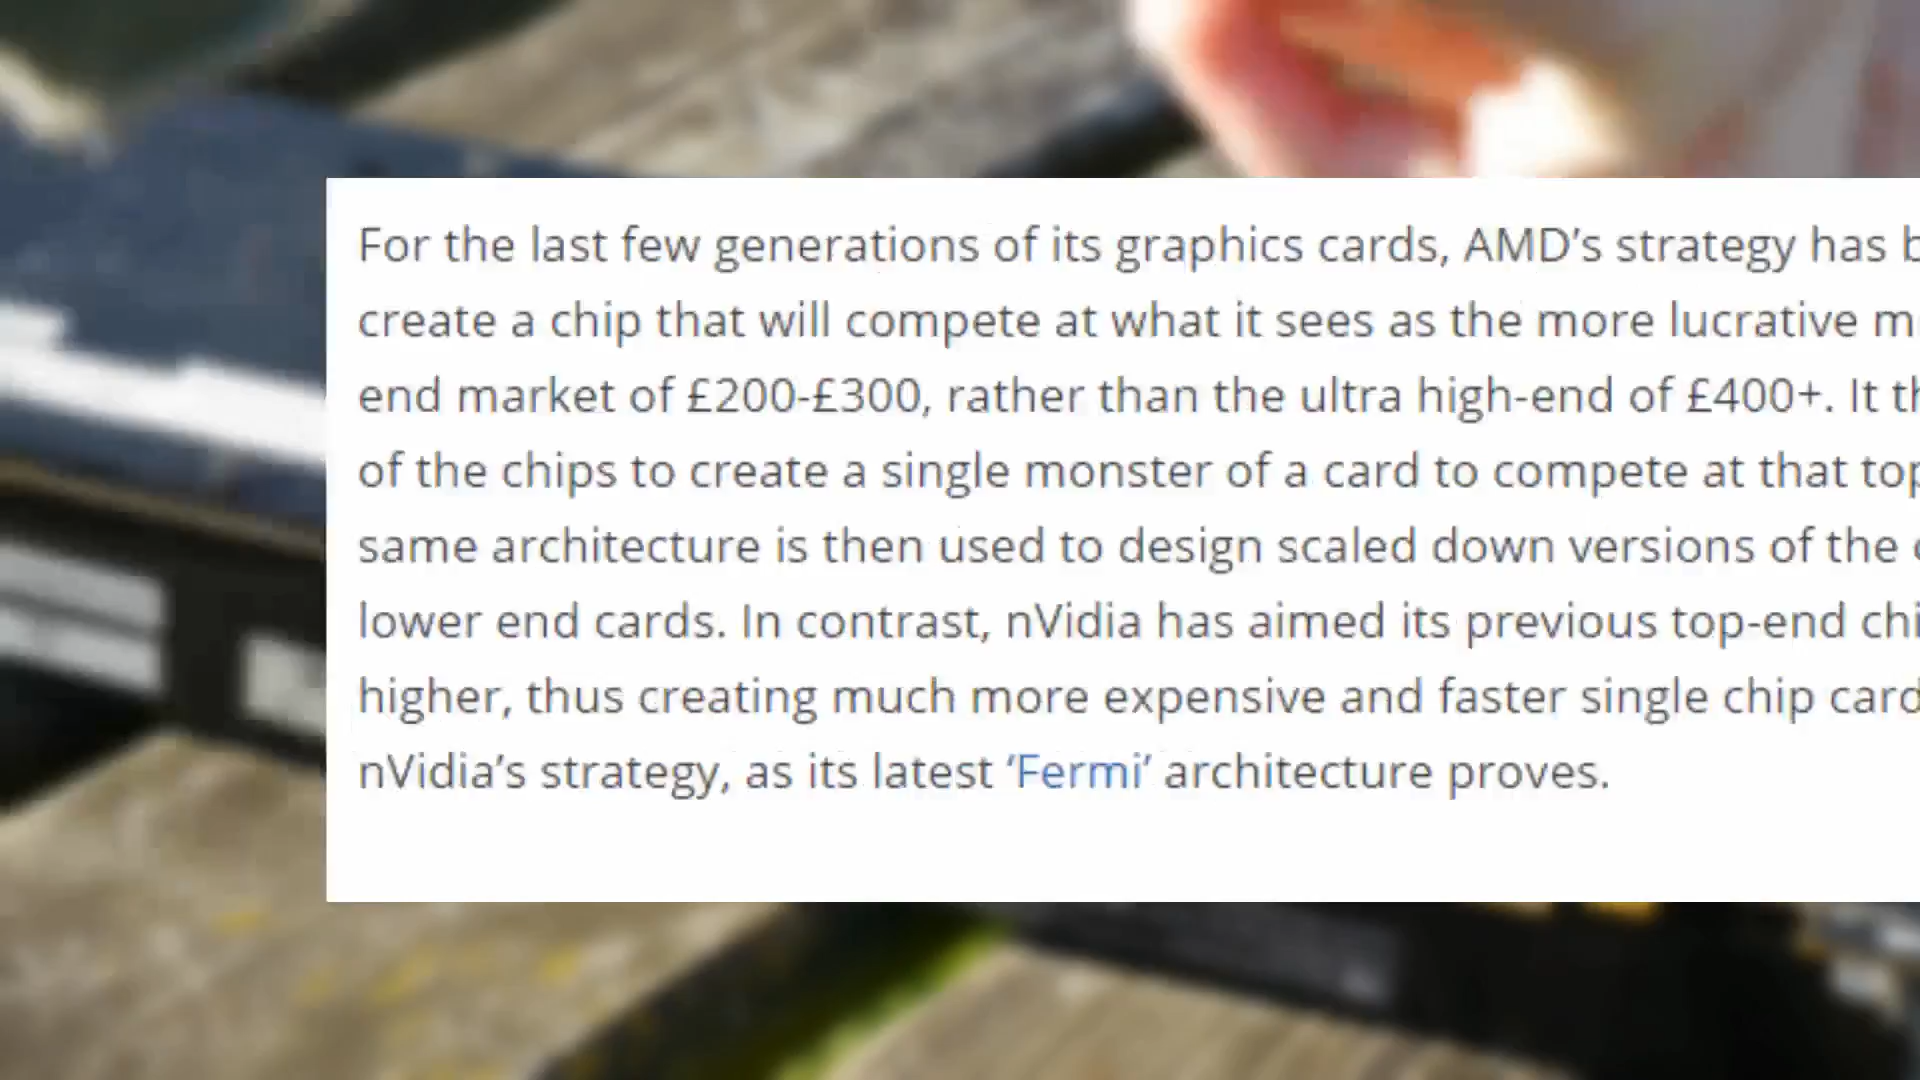 For the last few generations of its graphics cards, AMD’s strategy has
create a chip that will compete at what it sees as the more lucrative
end market of £200-£300, rather than the ultra high-end of £400+. It
of the chips to create a single monster of a card to compete at that
same architecture is then used to design scaled down versions of the
lower end cards. In contrast, nVidia has aimed its previous top-end
higher, thus creating much more expensive and faster single chip
nVidia’s strategy, as its latest ‘Fermi’ architecture proves.